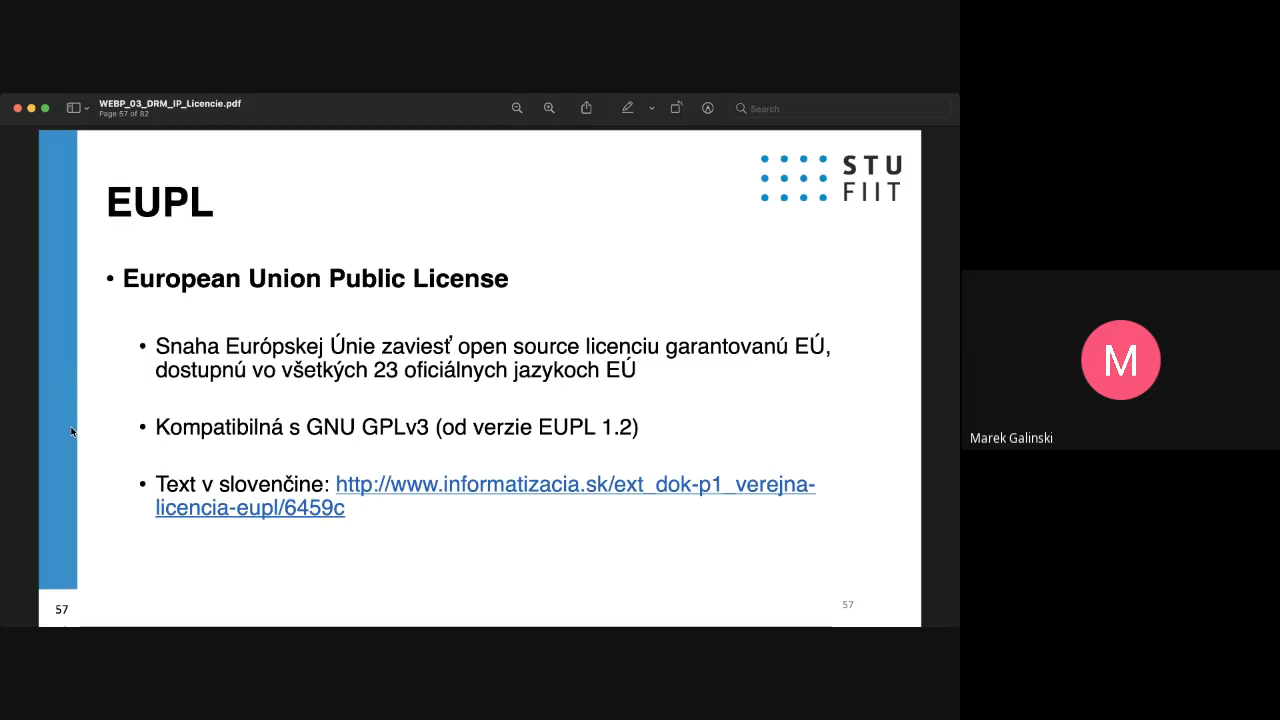 WEBP_03_DRM_IP_Licencie.pdf
Page 57 of 82
Search
STU
FIIT
EUPL
• European Union Public License
• Snaha Európskej Únie zaviesť open source licenciu garantovanú EÚ,
dostupnú vo všetkých 23 oficiálnych jazykoch EÚ
• Kompatibilná s GNU GPLv3 (od verzie EUPL 1.2)
• Text v slovenčine: http://www.informatizacia.sk/ext_dok-p1_verejna-
licencia-eupl/6459c
57
57
M
Marek Galinski